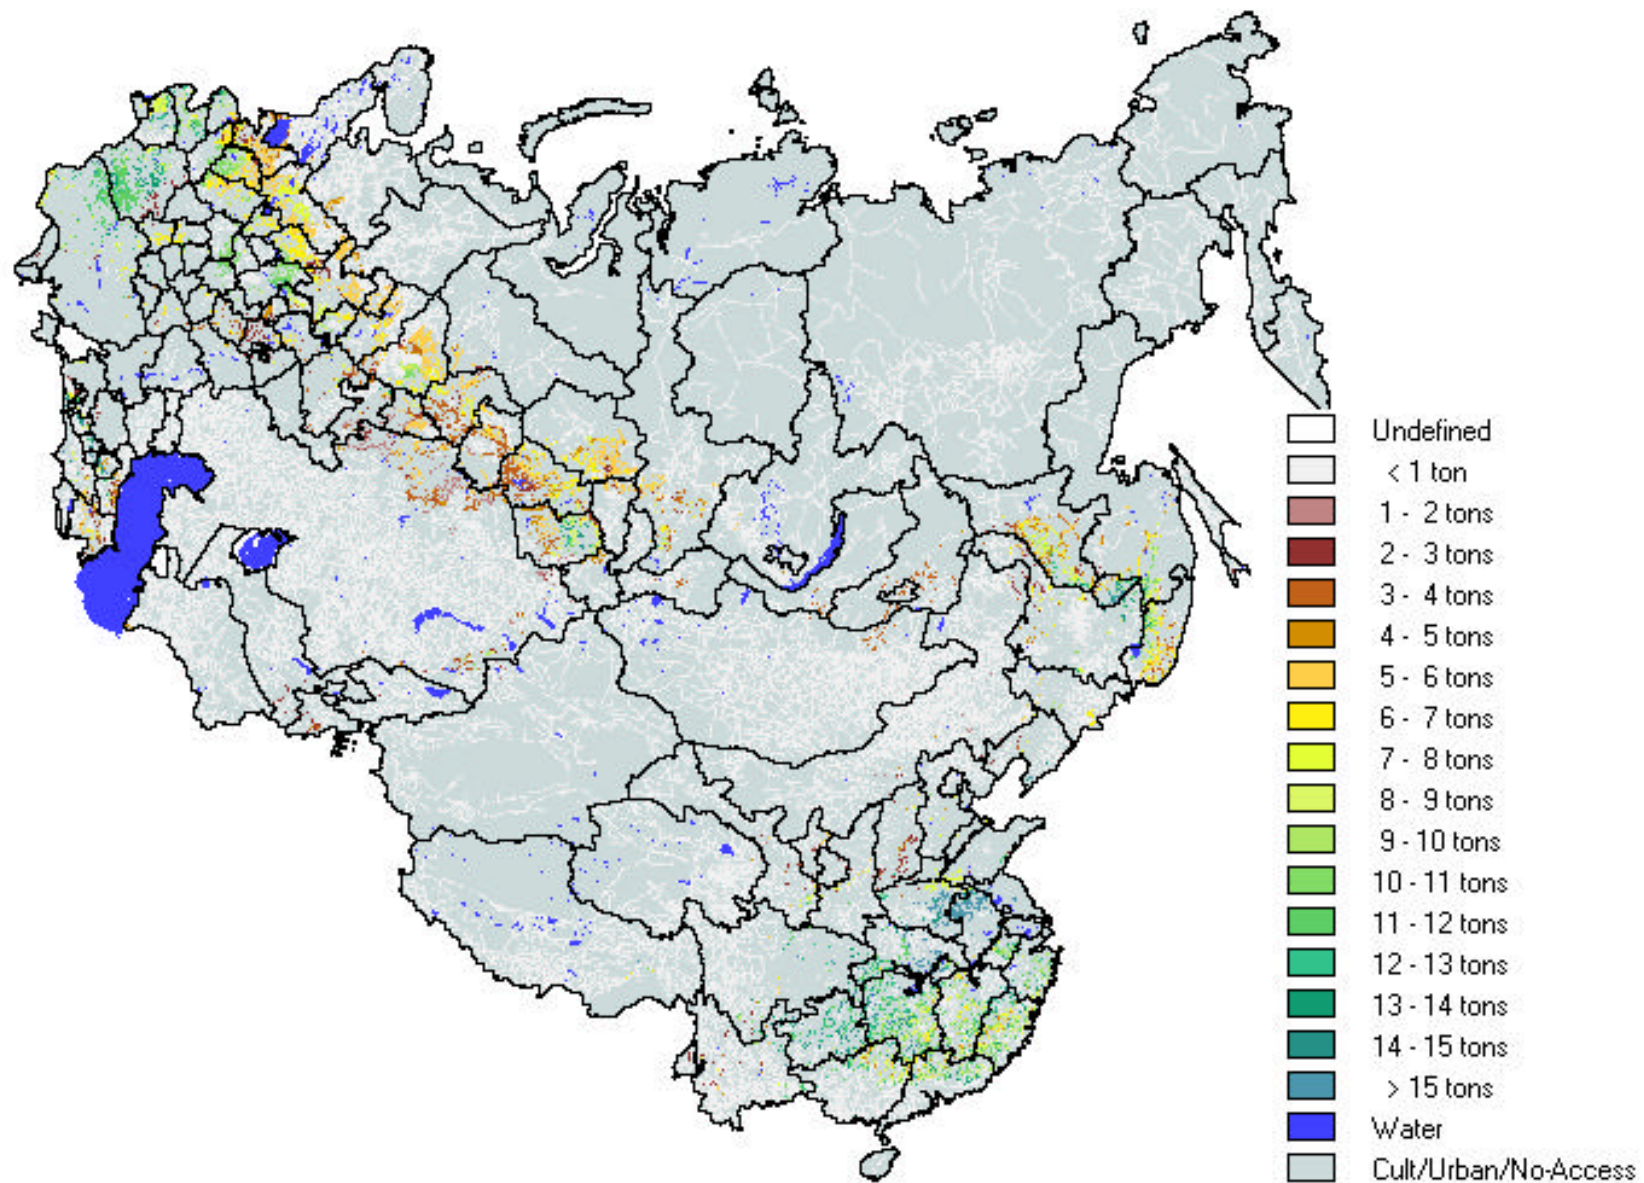 Undefined
< 1 ton
1 - 2 tons
2 - 3 tons
3 - 4 tons
4 - 5 tons
5 - 6 tons
6 - 7 tons
7 - 8 tons
8 - 9 tons
9 - 10 tons
10 - 11 tons
11 - 12 tons
12 - 13 tons
13 - 14 tons
14 - 15 tons
> 15 tons
Water
Cult/Urban/No-Access